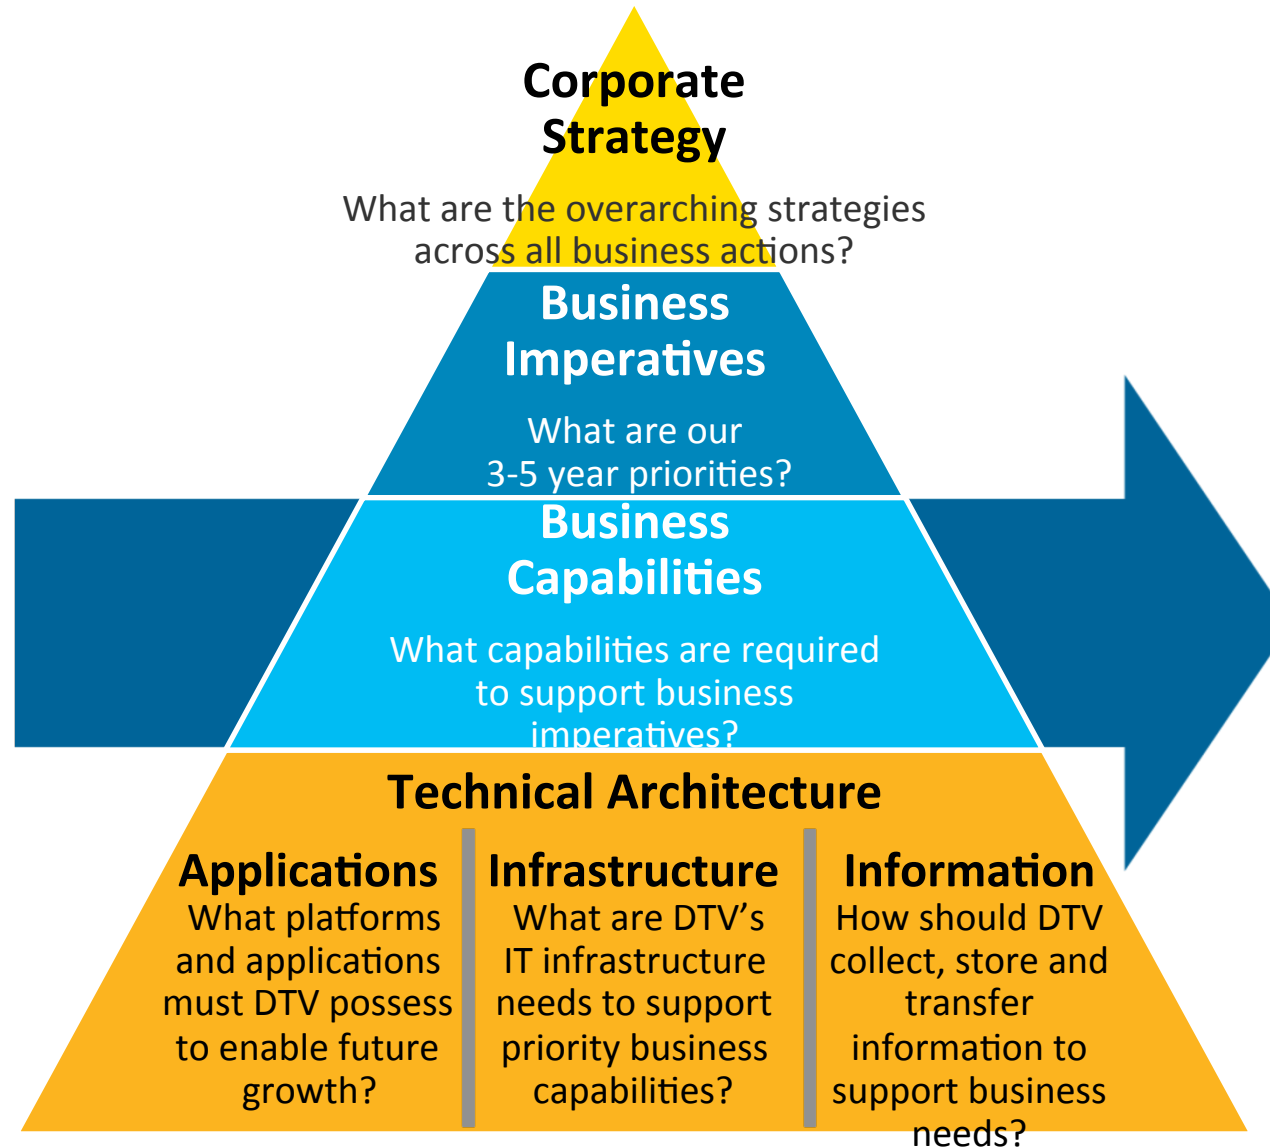 Corporate
Strategy
What are the overarching strategies
across all business actions?
Business
Imperatives
What are our
3-5 year priorities?
Business
Capabilities
What capabilities are required
to support business
imperatives?
Technical Architecture
Applications
What platforms
and applications
must DTV possess
to enable future
growth?
Infrastructure
What are DTV’s
IT infrastructure
needs to support
priority business
capabilities?
Information
How should DTV
collect, store and
transfer
information to
support business
needs?